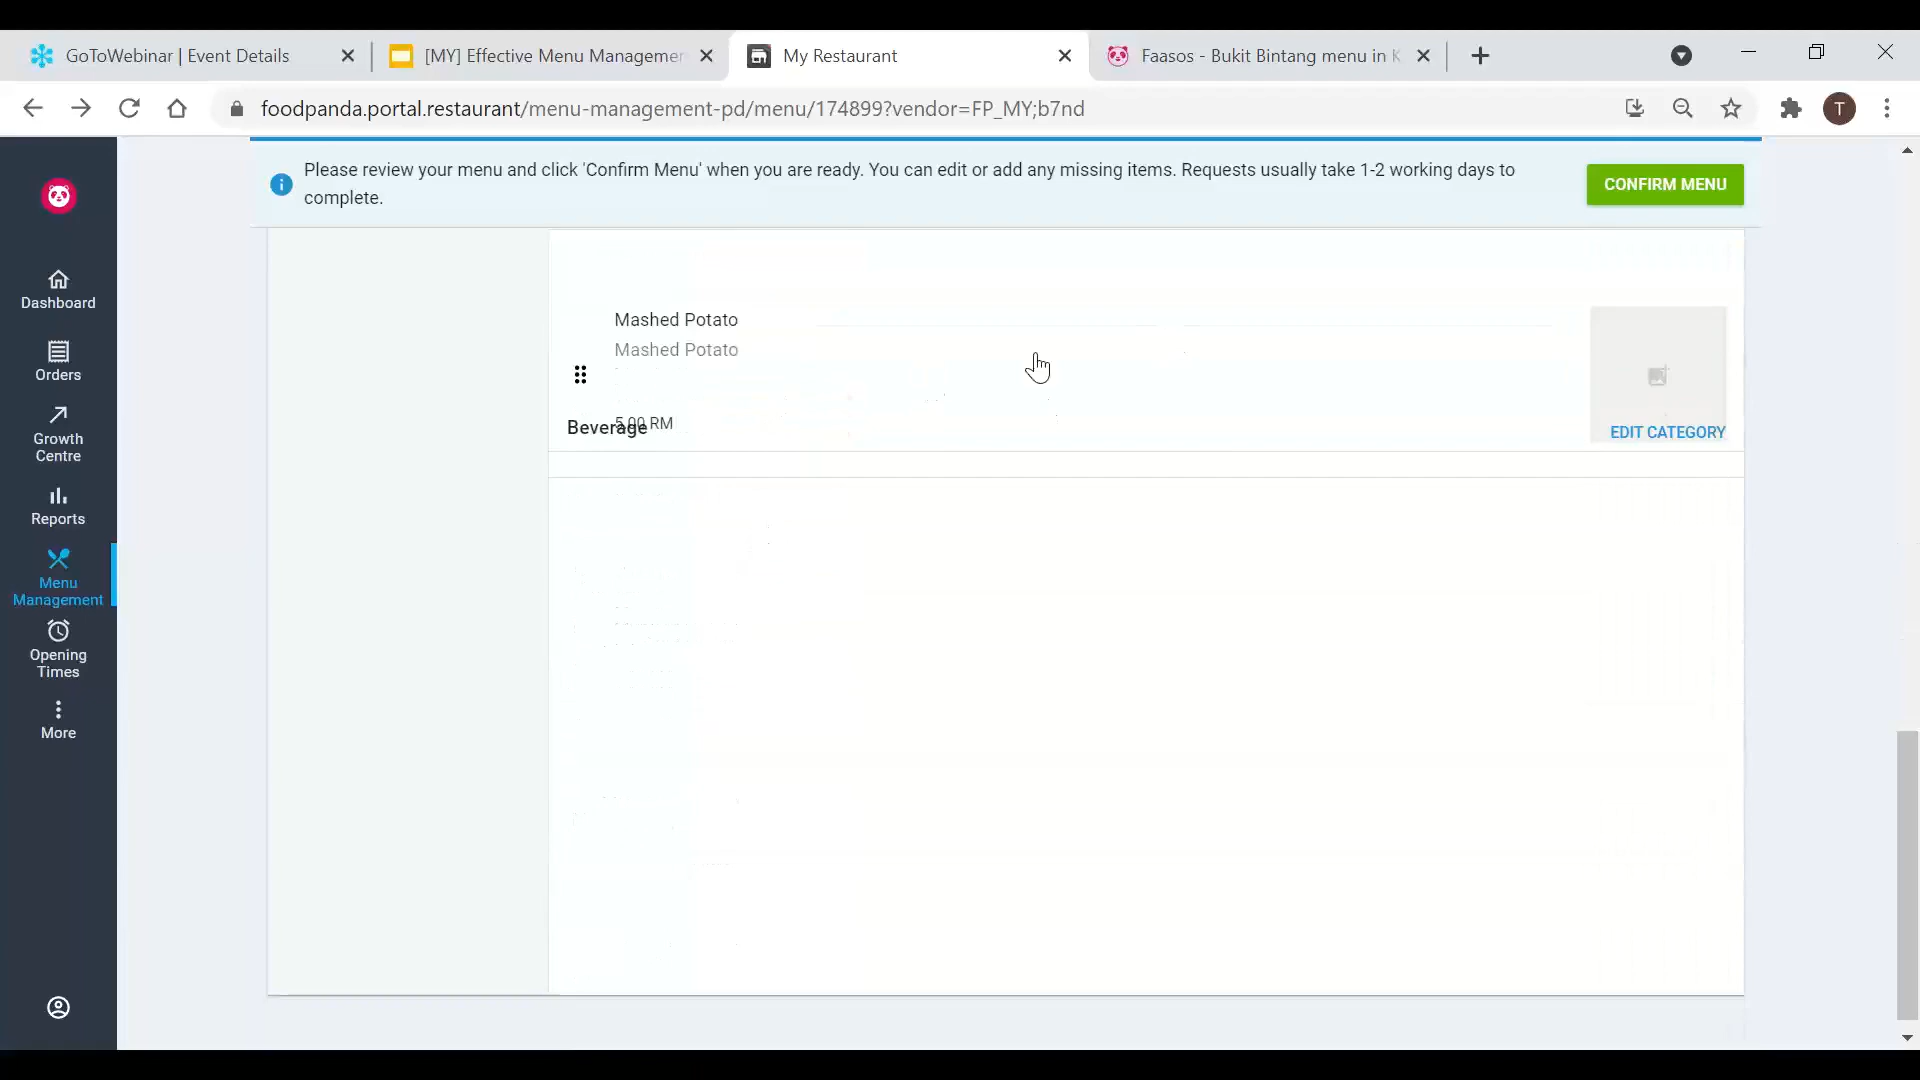 GoToWebinar | Event Details
[MY] Effective Menu Managemen
My Restaurant
Faasos - Bukit Bintang menu in K
foodpanda.portal.restaurant/menu-management-pd/menu/174899?vendor=FP_MY;b7nd
T
Please review your menu and click 'Confirm Menu' when you are ready. You can edit or add any missing items. Requests usually take 1-2 working days to
complete.
CONFIRM MENU
Dashboard
Orders
Growth
Centre
Reports
Menu
Management
Opening
Times
More
Mashed Potato
Mashed Potato
5.00 RM
Beverage
EDIT CATEGORY